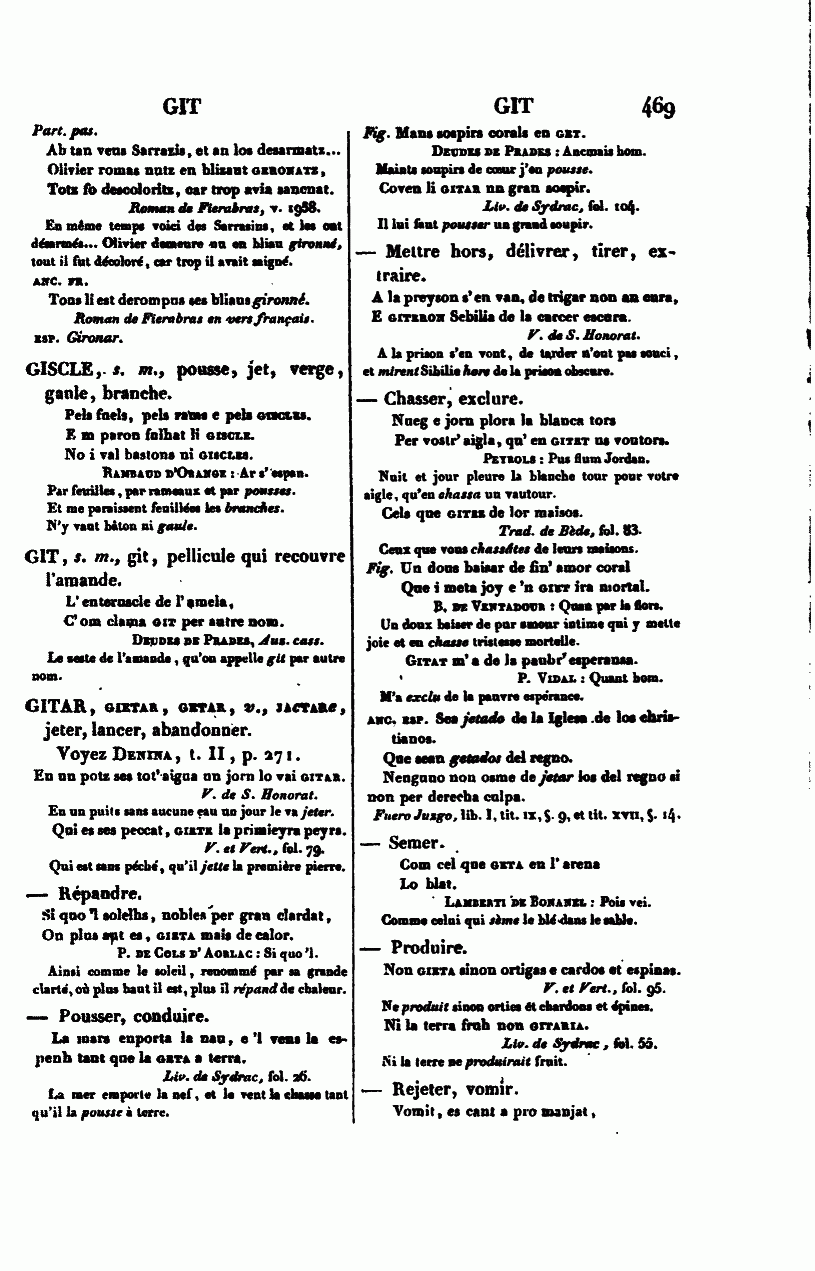 GIT GIT 469
Part. pas.
Ab tan vens Sarrazis, et an los desarmatz...
Olivier romas nutz en blizaut GERONATZ,
Totz fo descoloritz, car trop avia sancnat.
Roman de Fierabras, v. 1988.
En même temps voici des Sarrasins, et les ont
désarmés... Olivier demeure nu en bliau gironné,
tout il fut décoloré, car trop il avait saigné.
ANC. FR.
Tous li est derompus ses bliaus gironné.
Roman de Fierabras en vers français.
ESP. Gironar.
GISCLE, s. m., pousse, jet, verge,
gaule, branche.
Pels fuels, pels rams e pels GISCLES.
E m paron fulhat li GISCLE.
No i val bastons ni GISCLES.
RAMBAUD D'ORANGE : Ar s'espan.
Par feuilles, par rameaux et par pousses.
Et me paraissent feuillées les branches.
N'y vaut bâton ni gaule.
GIT, s. m., git, pellicule qui recouvre
l'amande.
L'enternscle de l'amela,
C'om clama GIT per autre nom.
DEUDES DE PRADES, Aus. cass.
Le zeste de l'amande, qu'on appelle git par autre
nom.
GITAR, GIETAR, GETAR, v., JACTARE,
jeter, lancer, abandonner.
Voyez DENINA, t. II, p. 271.
En un potz ses tot' aigua un jorn lo vai GITAR.
V. de S. Honorat.
En un puits sans aucune eau un jour le va jeter.
Qui es ses peccat, GIETE la primieyra peyra.
V. et Vert., fol. 79.
Qui est sans péché, qu'il jette la première pierre.
— Répandre.
Si quo 'l solelhs, nobles per gran clardat,
On plus aut es, GIETA mais de calor.
P. DE COLS D'AORLAC : Si quo 'l.
Ainsi comme le soleil, renommé par sa grande
clarté, où plus haut il est, plus il répand de chaleur.
— Pousser, conduire.
La mars enporta la nau, e 'l vens la es-
penh tant que la GETA a terra.
Liv. de Sydrac, fol. 26.
La mer emporte la nef, et le vent la chasse tant
qu'il la pousse à terre.
Fig. Mans sospirs corals en GET.
DEUDES DE PRADES : Ancmais hom.
Maints soupirs de cœur j'en pousse.
Coven li GITAR un gran sospir.
Liv. de Sydrac, fol. 104.
Il lui faut pousser un grand soupir.
— Mettre hors, délivrer, tirer, ex-
traire.
A la preyson s'en van, de trigar non an cura,
E GITERON Sebilia de la carcer escura.
V. de S. Honorat.
A la prison s'en vont, de tarder n'ont pas souci,
et mirent Sibilie hors de la prison obscure.
— Chasser, exclure.
Nueg e jorn plora la blanca tors
Per vostr' aigla, qu' en GITET us voutors.
PEYROLS : Pus flum Jordan.
Nuit et jour pleure la blanche tour pour votre
aigle, qu'en chassa un vautour.
Cels que GITES de lor maisos.
Trad. de Bède, fol. 83.
Ceux que vous chassâtes de leurs maisons.
Fig. Un dous baisar de fin' amor coral
Que i meta joy e 'n GIET ira mortal.
B. DE VENTADOUR : Quan par la flors.
Un doux baiser de pur amour intime qui y mette
joie et en chasse tristesse mortelle.
GITAT m'a de la paubr' esperansa.
P. VIDAL : Quant hom.
M'a exclu de la pauvre espérance.
ANC. ESP. Sea jetado de la Iglesa de los chris-
tianos.
Que sean getados del regno.
Nenguno non osme de jetar los del regno si
non per derecha culpa.
Fuero Juzgo, lib. I, tit. IX, §. 9, et tit. XVII, §. 14.
— Semer.
Com cel que GETA en l'arena
Lo blat.
LAMBERTI DE BONANEL : Pois vei.
Comme celui qui sème le blé dans le sable.
— Produire.
Non GIETA sinon ortigas e cardos et espinas.
V. et Vert., fol. 95.
Ne produit sinon orties et chardons et épines.
Ni la terra fruh non GITARIA.
Liv. de Sydrac, fol. 55.
Ni la terre ne produirait fruit.
— Rejeter, vomir.
Vomit, es cant a pro manjat,